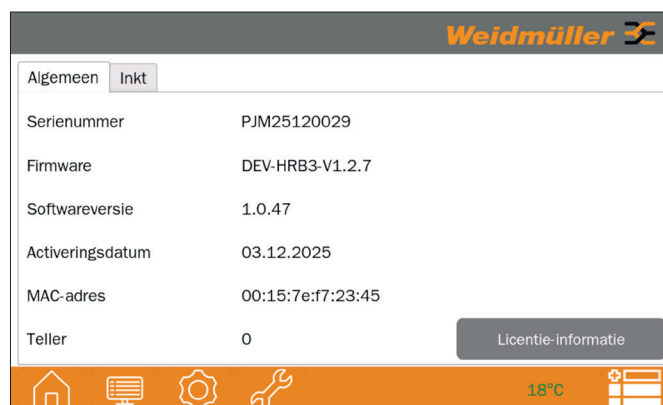 Weidmüller
Algemeen Inkt
Serienummer PJM25120029
Firmware DEV-HRB3-V1.2.7
Softwareversie 1.0.47
Activeringsdatum 03.12.2025
MAC-adres 00:15:7e:f7:23:45
Teller 0 Licentie-informatie
18°C